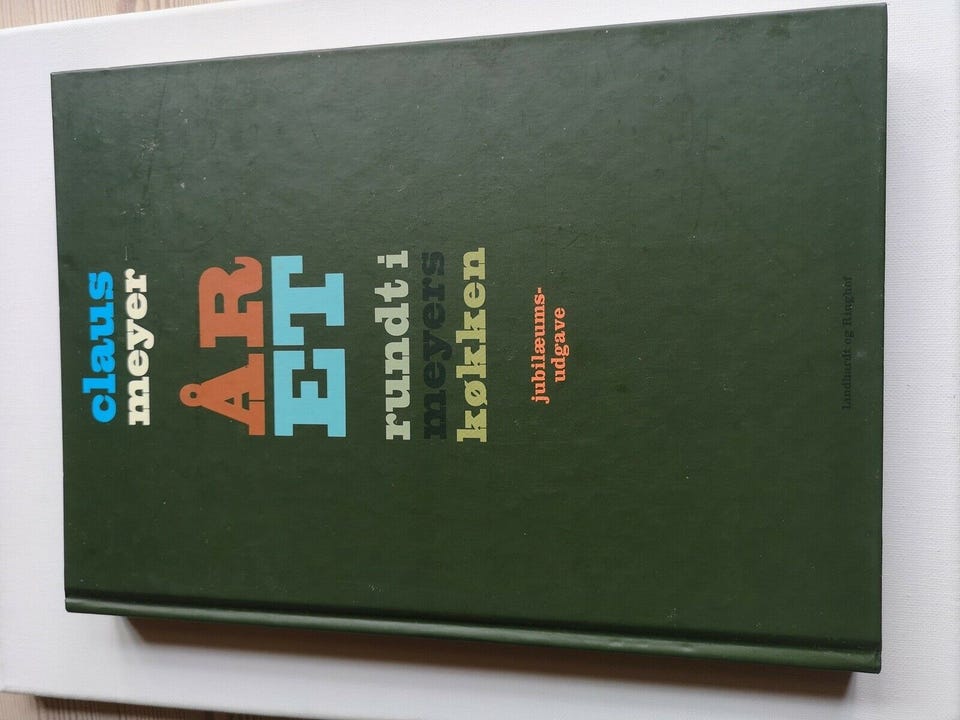 claus
meyer
ÅR
ET
rundt i
meyers
køkken
jubilæums-
udgave
Lindhardt og Ringhof